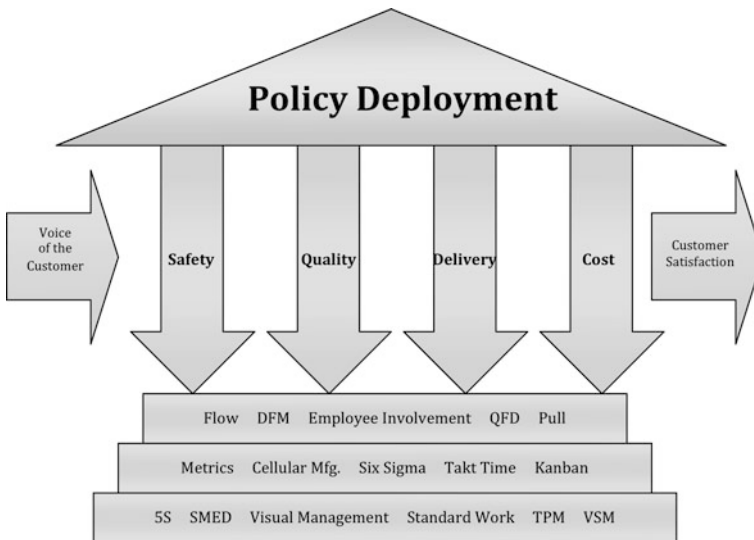 Policy Deployment
Voice
of the
Customer
Safety
Quality
Delivery
Cost
Customer
Satisfaction
Flow DFM Employee Involvement QFD Pull
Metrics Cellular Mfg. Six Sigma Takt Time Kanban
5S SMED Visual Management Standard Work TPM VSM